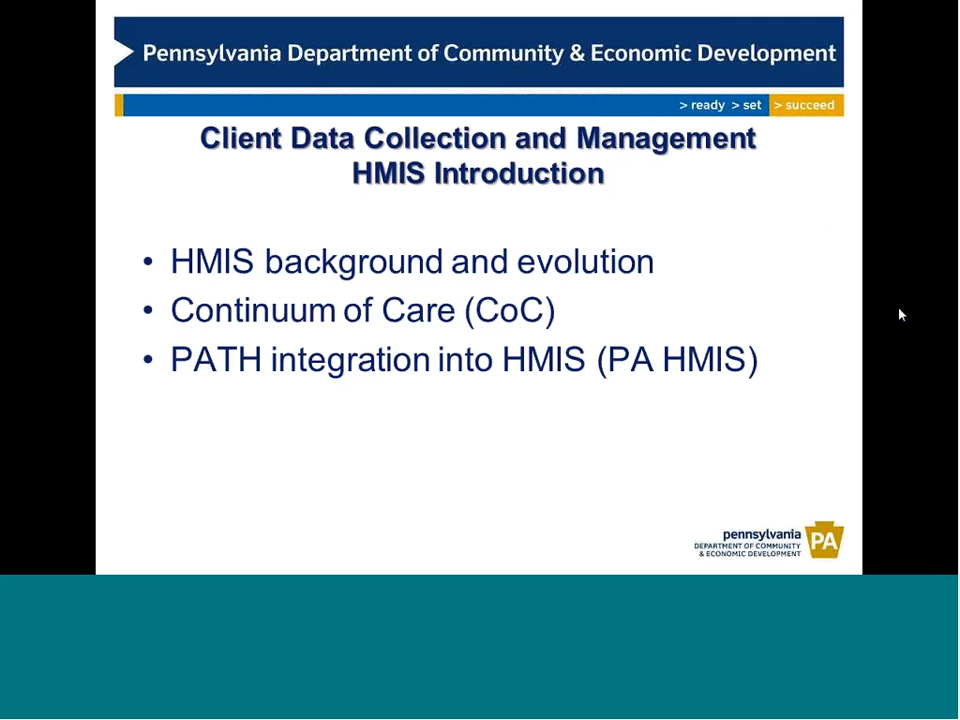 Pennsylvania Department of Community & Economic Development
> ready > set > succeed
Client Data Collection and Management
HMIS Introduction
• HMIS background and evolution
• Continuum of Care (CoC)
• PATH integration into HMIS (PA HMIS)
pennsylvania
DEPARTMENT OF COMMUNITY
& ECONOMIC DEVELOPMENT
PA